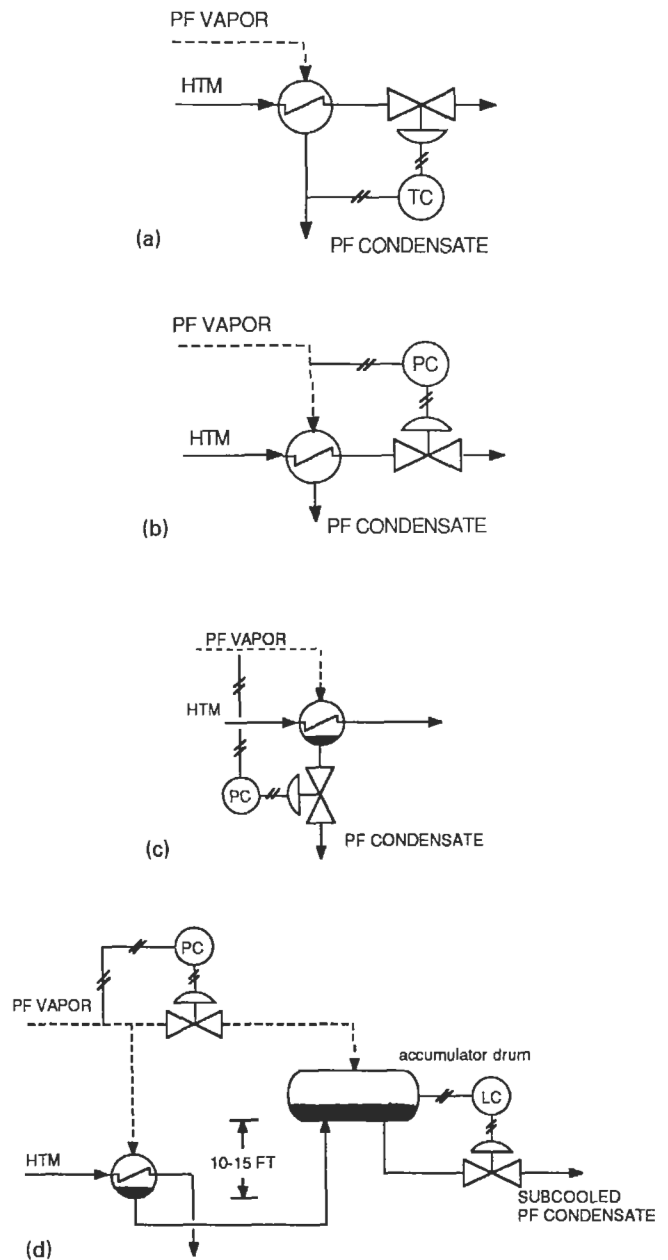 PF VAPOR
HTM
TC
PF CONDENSATE
(a)
PF VAPOR
PC
HTM
PF CONDENSATE
(b)
PF VAPOR
HTM
PC
PF CONDENSATE
(c)
PC
PF VAPOR
accumulator drum
LC
HTM
10-15 FT
SUBCOOLED
PF CONDENSATE
(d)